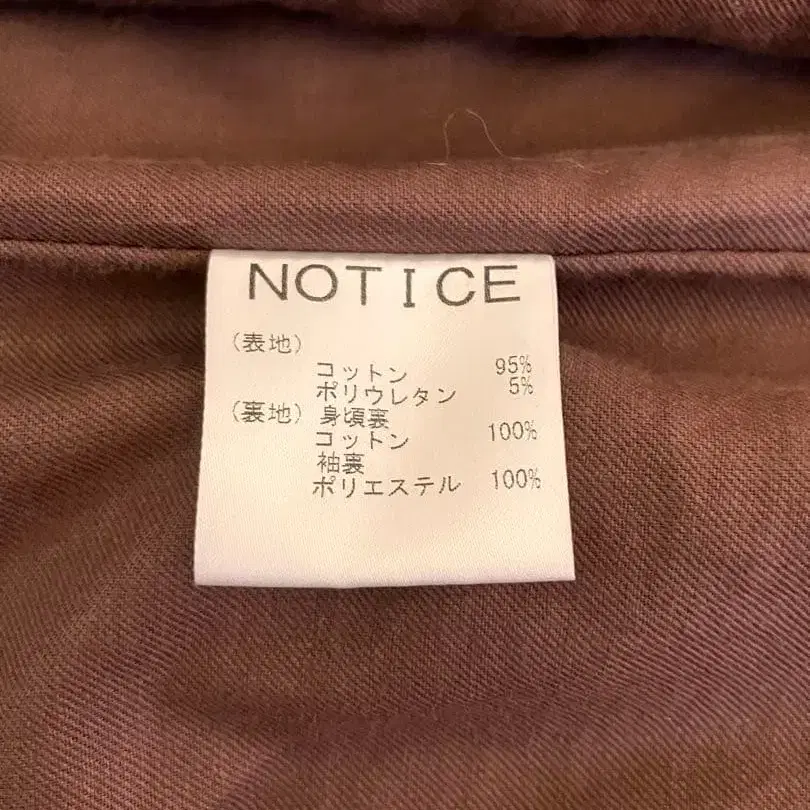 NOTICE
(表地)
コットン 95%
ポリウレタン 5%
(裏地) 身頃裏
コットン 100%
袖裏
ポリエステル 100%